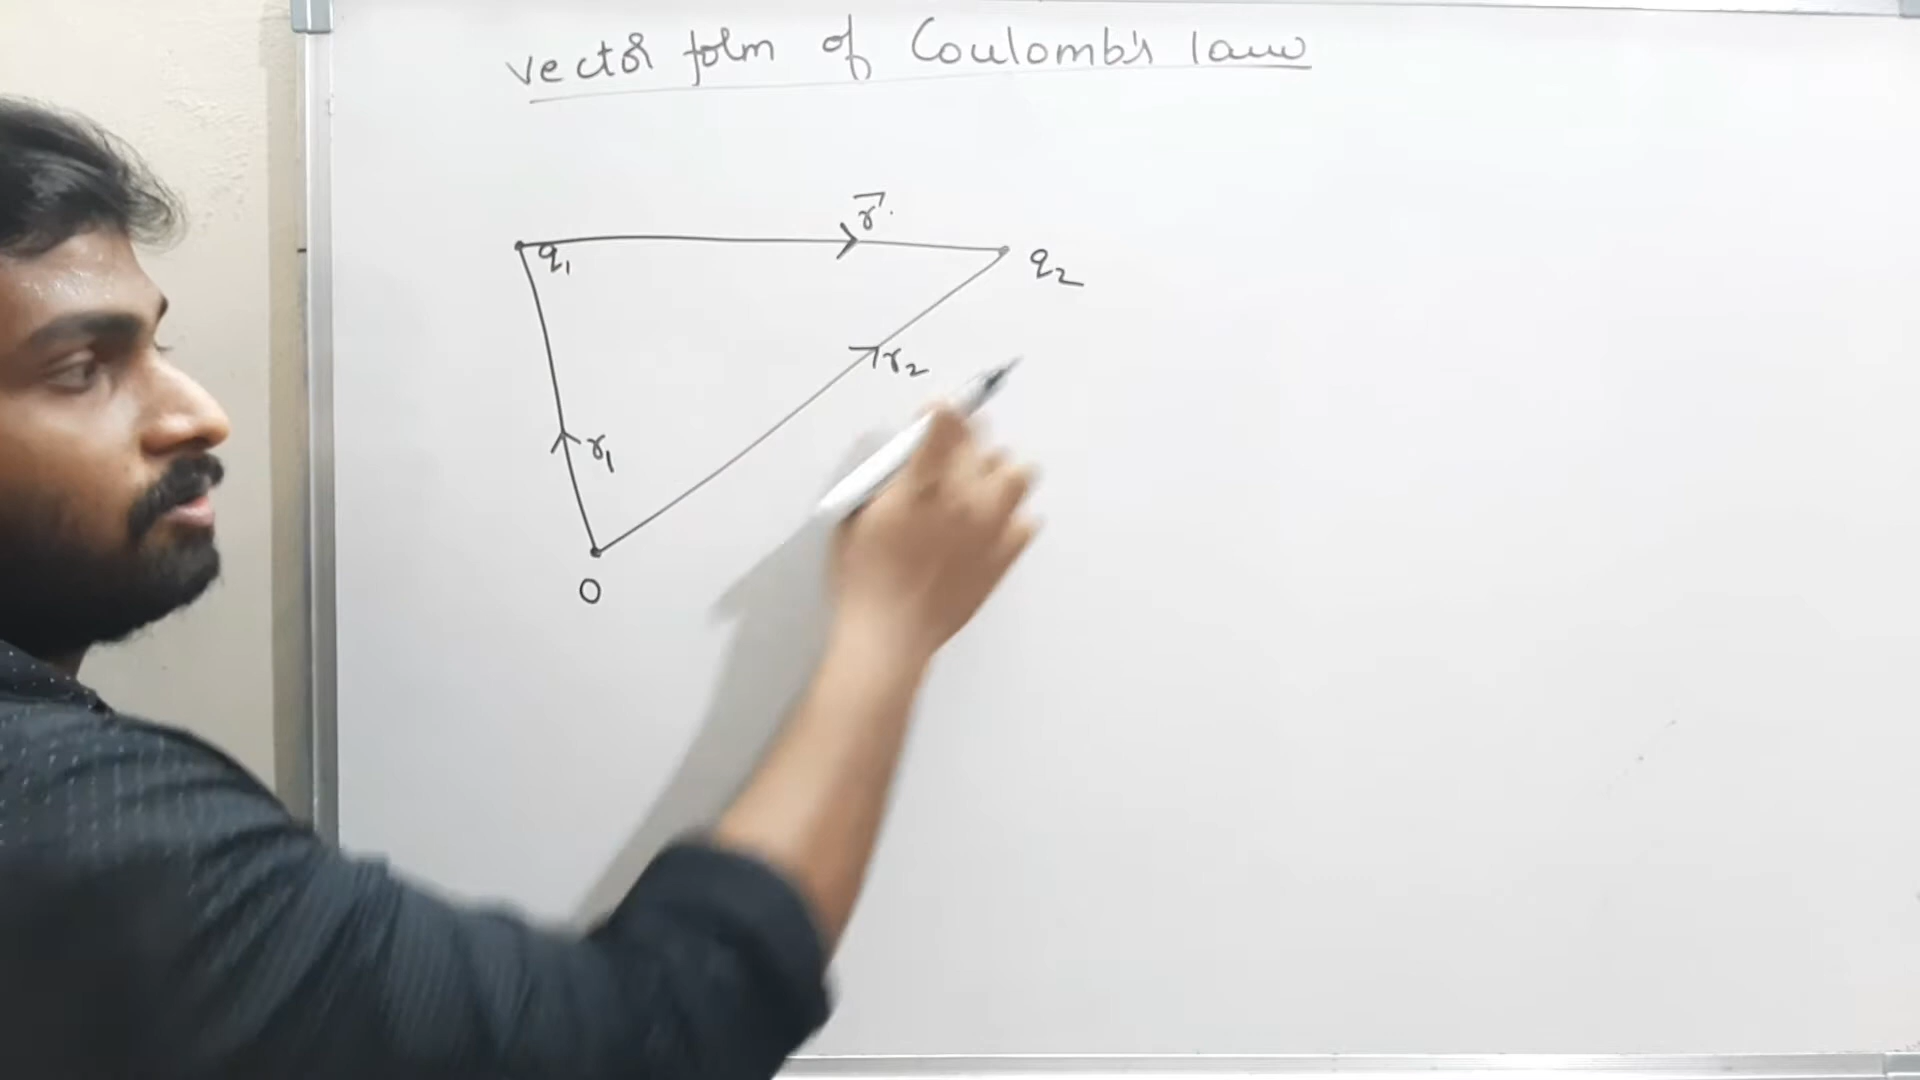 vector form of Coulomb's law
r⃗
q₁
q₂
r₂
r₁
O